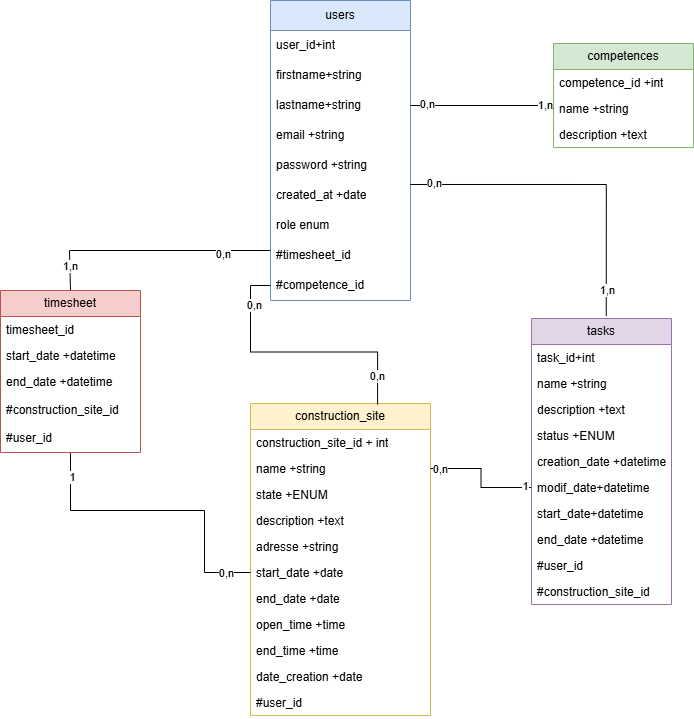 users
user_id+int
firstname+string
lastname+string
email +string
password +string
created_at +date
role enum
#timesheet_id
#competence_id
competences
competence_id +int
name +string
description +text
0,n
1,n
0,n
1,n
0,n
1,n
0,n
0,n
timesheet
timesheet_id
start_date +datetime
end_date +datetime
#construction_site_id
#user_id
1
0,n
tasks
task_id+int
name +string
description +text
status +ENUM
creation_date +datetime
modif_date+datetime
start_date+datetime
end_date +datetime
#user_id
#construction_site_id
construction_site
construction_site_id + int
name +string
state +ENUM
description +text
adresse +string
start_date +date
end_date +date
open_time +time
end_time +time
date_creation +date
#user_id
0,n
1